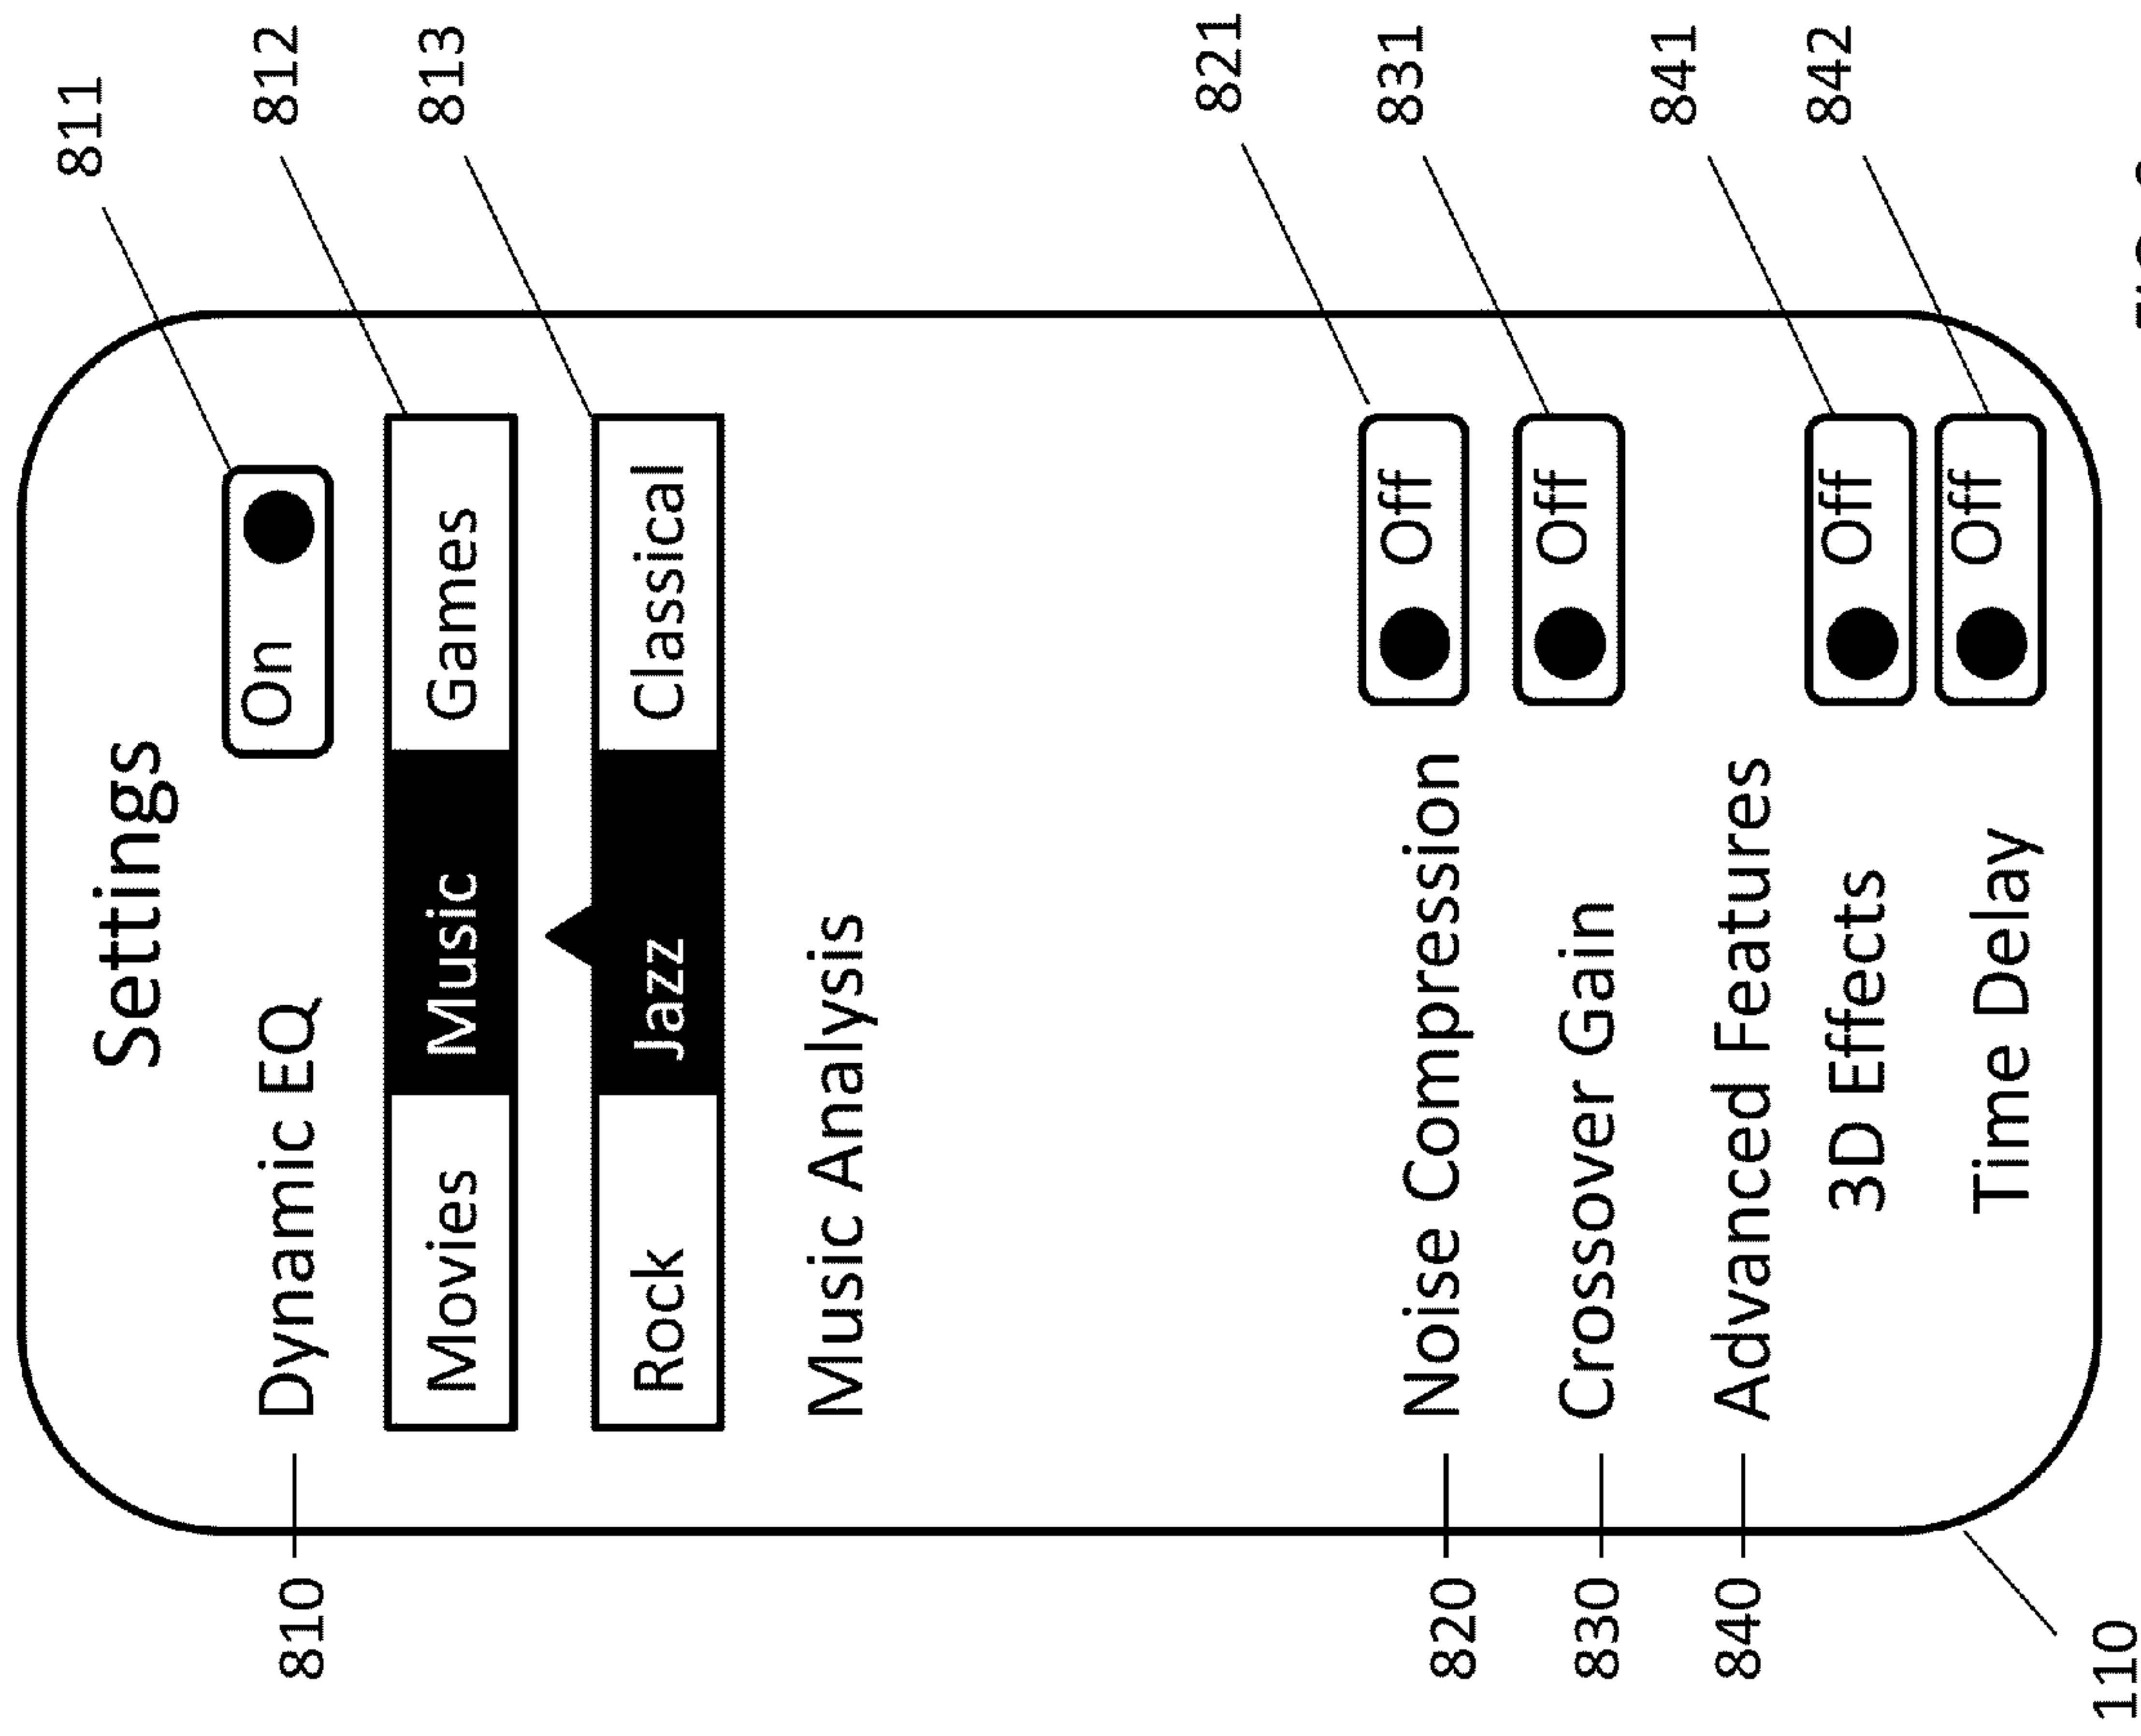 Settings
811
810 Dynamic EQ On
812
Movies Music Games
813
Rock Jazz Classical
Music Analysis
821
820 Noise Compression Off
831
830 Crossover Gain Off
840 Advanced Features
841
3D Effects Off
842
Time Delay Off
110